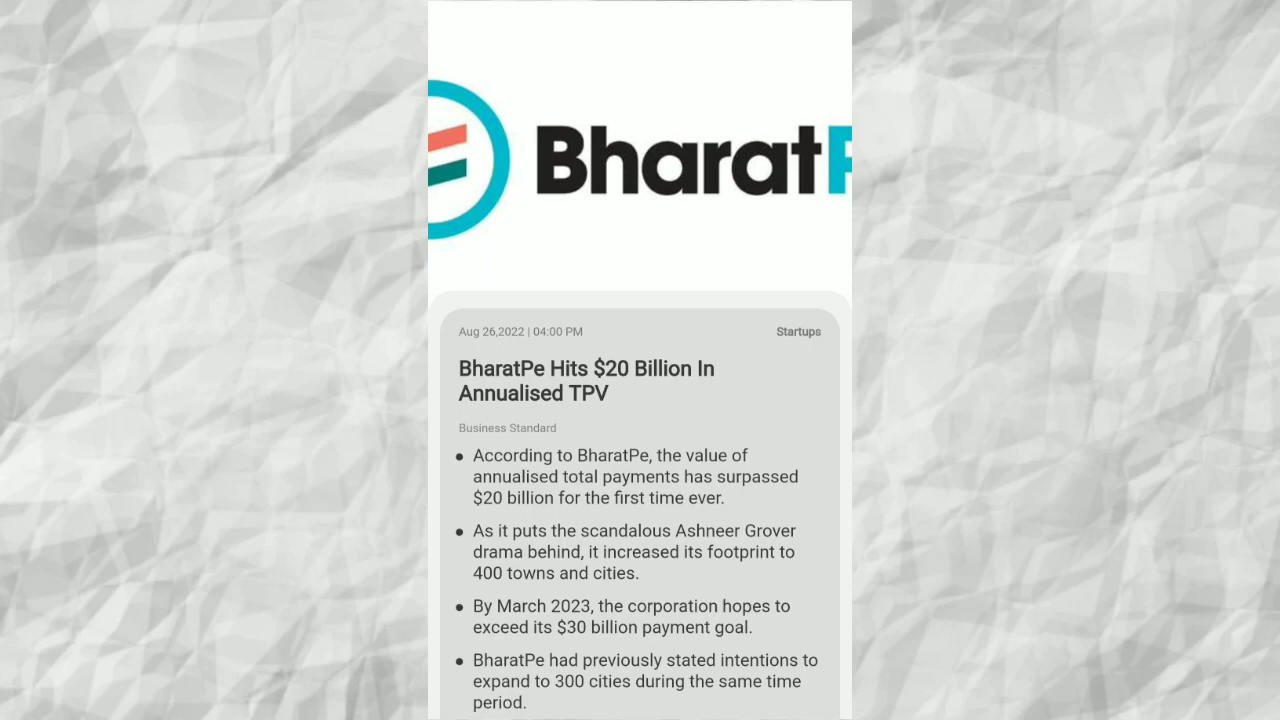 Bharat
Aug 26,2022 | 04:00 PM
Startups
BharatPe Hits $20 Billion In
Annualised TPV
Business Standard
● According to BharatPe, the value of
annualised total payments has surpassed
$20 billion for the first time ever.
● As it puts the scandalous Ashneer Grover
drama behind, it increased its footprint to
400 towns and cities.
● By March 2023, the corporation hopes to
exceed its $30 billion payment goal.
● BharatPe had previously stated intentions to
expand to 300 cities during the same time
period.